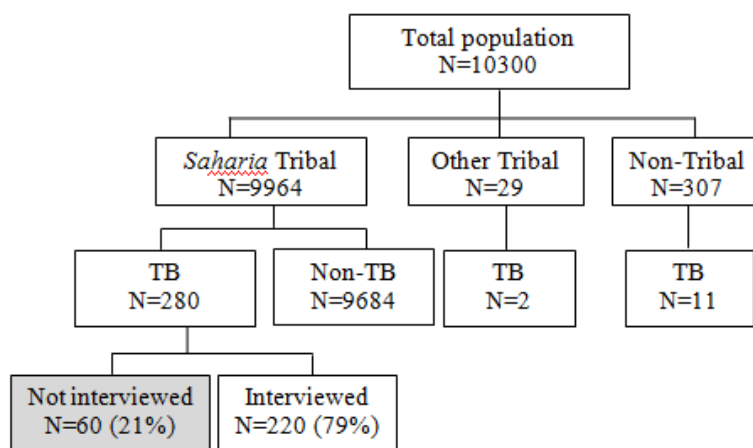 Total population
N=10300
Saharia Tribal
N=9964
Other Tribal
N=29
Non-Tribal
N=307
TB
N=280
Non-TB
N=9684
TB
N=2
TB
N=11
Not interviewed
N=60 (21%)
Interviewed
N=220 (79%)